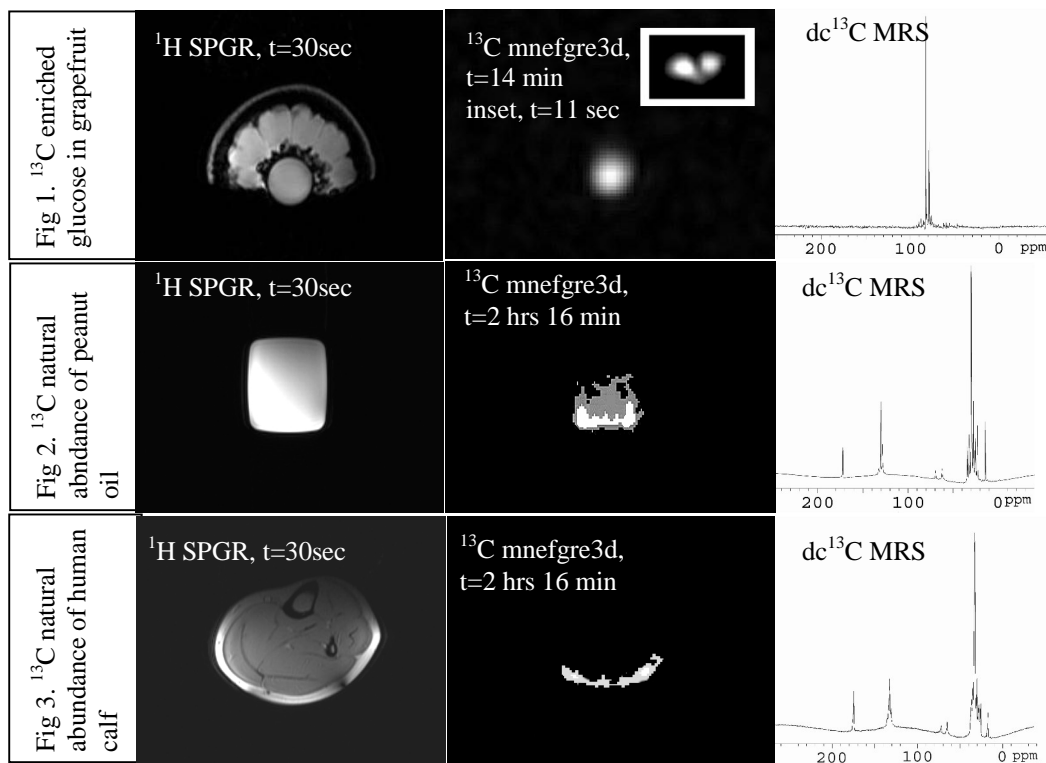 Fig 1. ¹³C enriched
glucose in grapefruit
¹H SPGR, t=30sec
¹³C mnefgre3d,
t=14 min
inset, t=11 sec
dc¹³C MRS
200 100 0 ppm
Fig 2. ¹³C natural
abndance of peanut
oil
¹H SPGR, t=30sec
¹³C mnefgre3d,
t=2 hrs 16 min
dc¹³C MRS
200 100 0 ppm
Fig 3. ¹³C natural
abundance of human
calf
¹H SPGR, t=30sec
¹³C mnefgre3d,
t=2 hrs 16 min
dc¹³C MRS
200 100 0 ppm